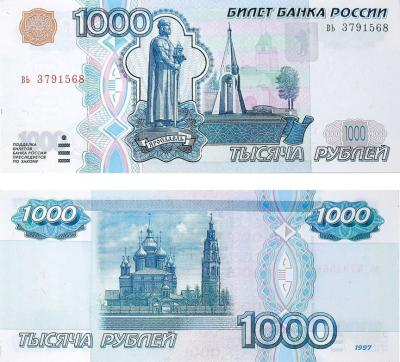 1000
БИЛЕТ БАНКА РОССИИ
вь 3791568
вь 3791568
1000
ПОДДЕЛКА
БИЛЕТОВ
БАНКА РОССИИ
ПРЕСЛЕДУЕТСЯ
ПО ЗАКОНУ
ЯРОСЛАВЛЬ
1000
ТЫСЯЧА РУБЛЕЙ
1000
1000
ТЫСЯЧА РУБЛЕЙ
1000
1997